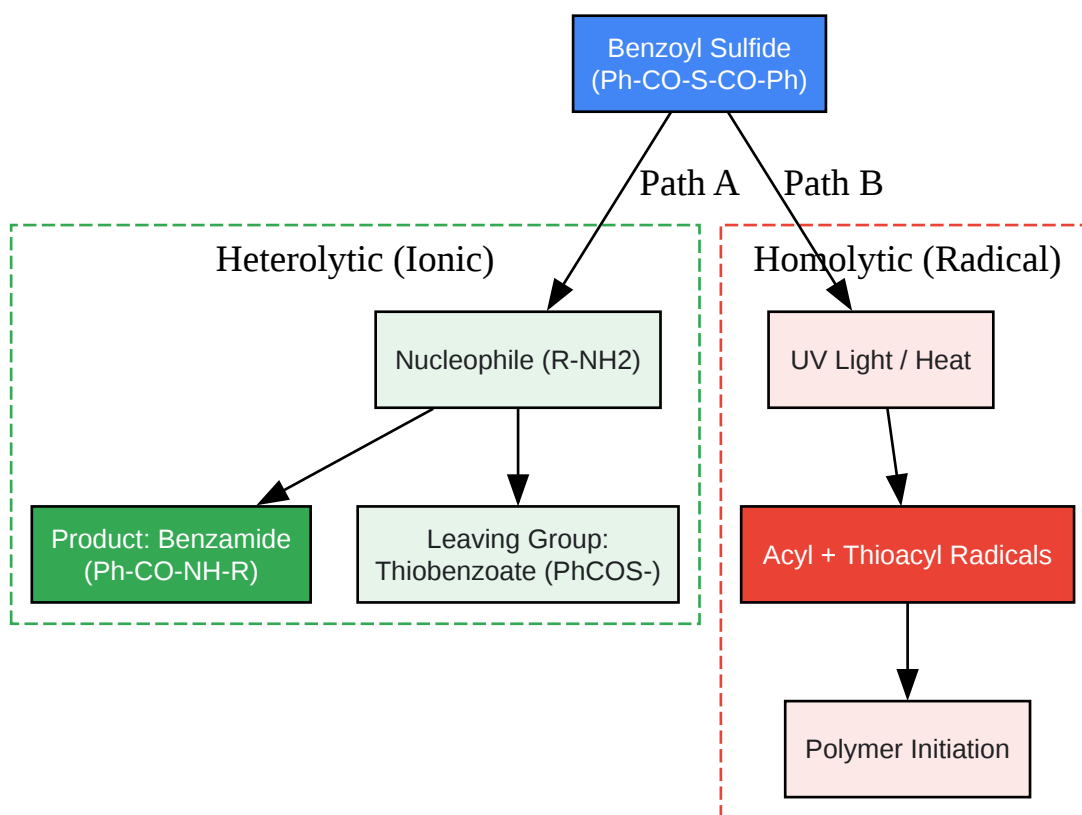 Benzoyl Sulfide
(Ph-CO-S-CO-Ph)
Path A
Path B
Heterolytic (Ionic)
Homolytic (Radical)
Nucleophile (R-NH2)
UV Light / Heat
Product: Benzamide
(Ph-CO-NH-R)
Leaving Group:
Thiobenzoate (PhCOS-)
Acyl + Thioacyl Radicals
Polymer Initiation